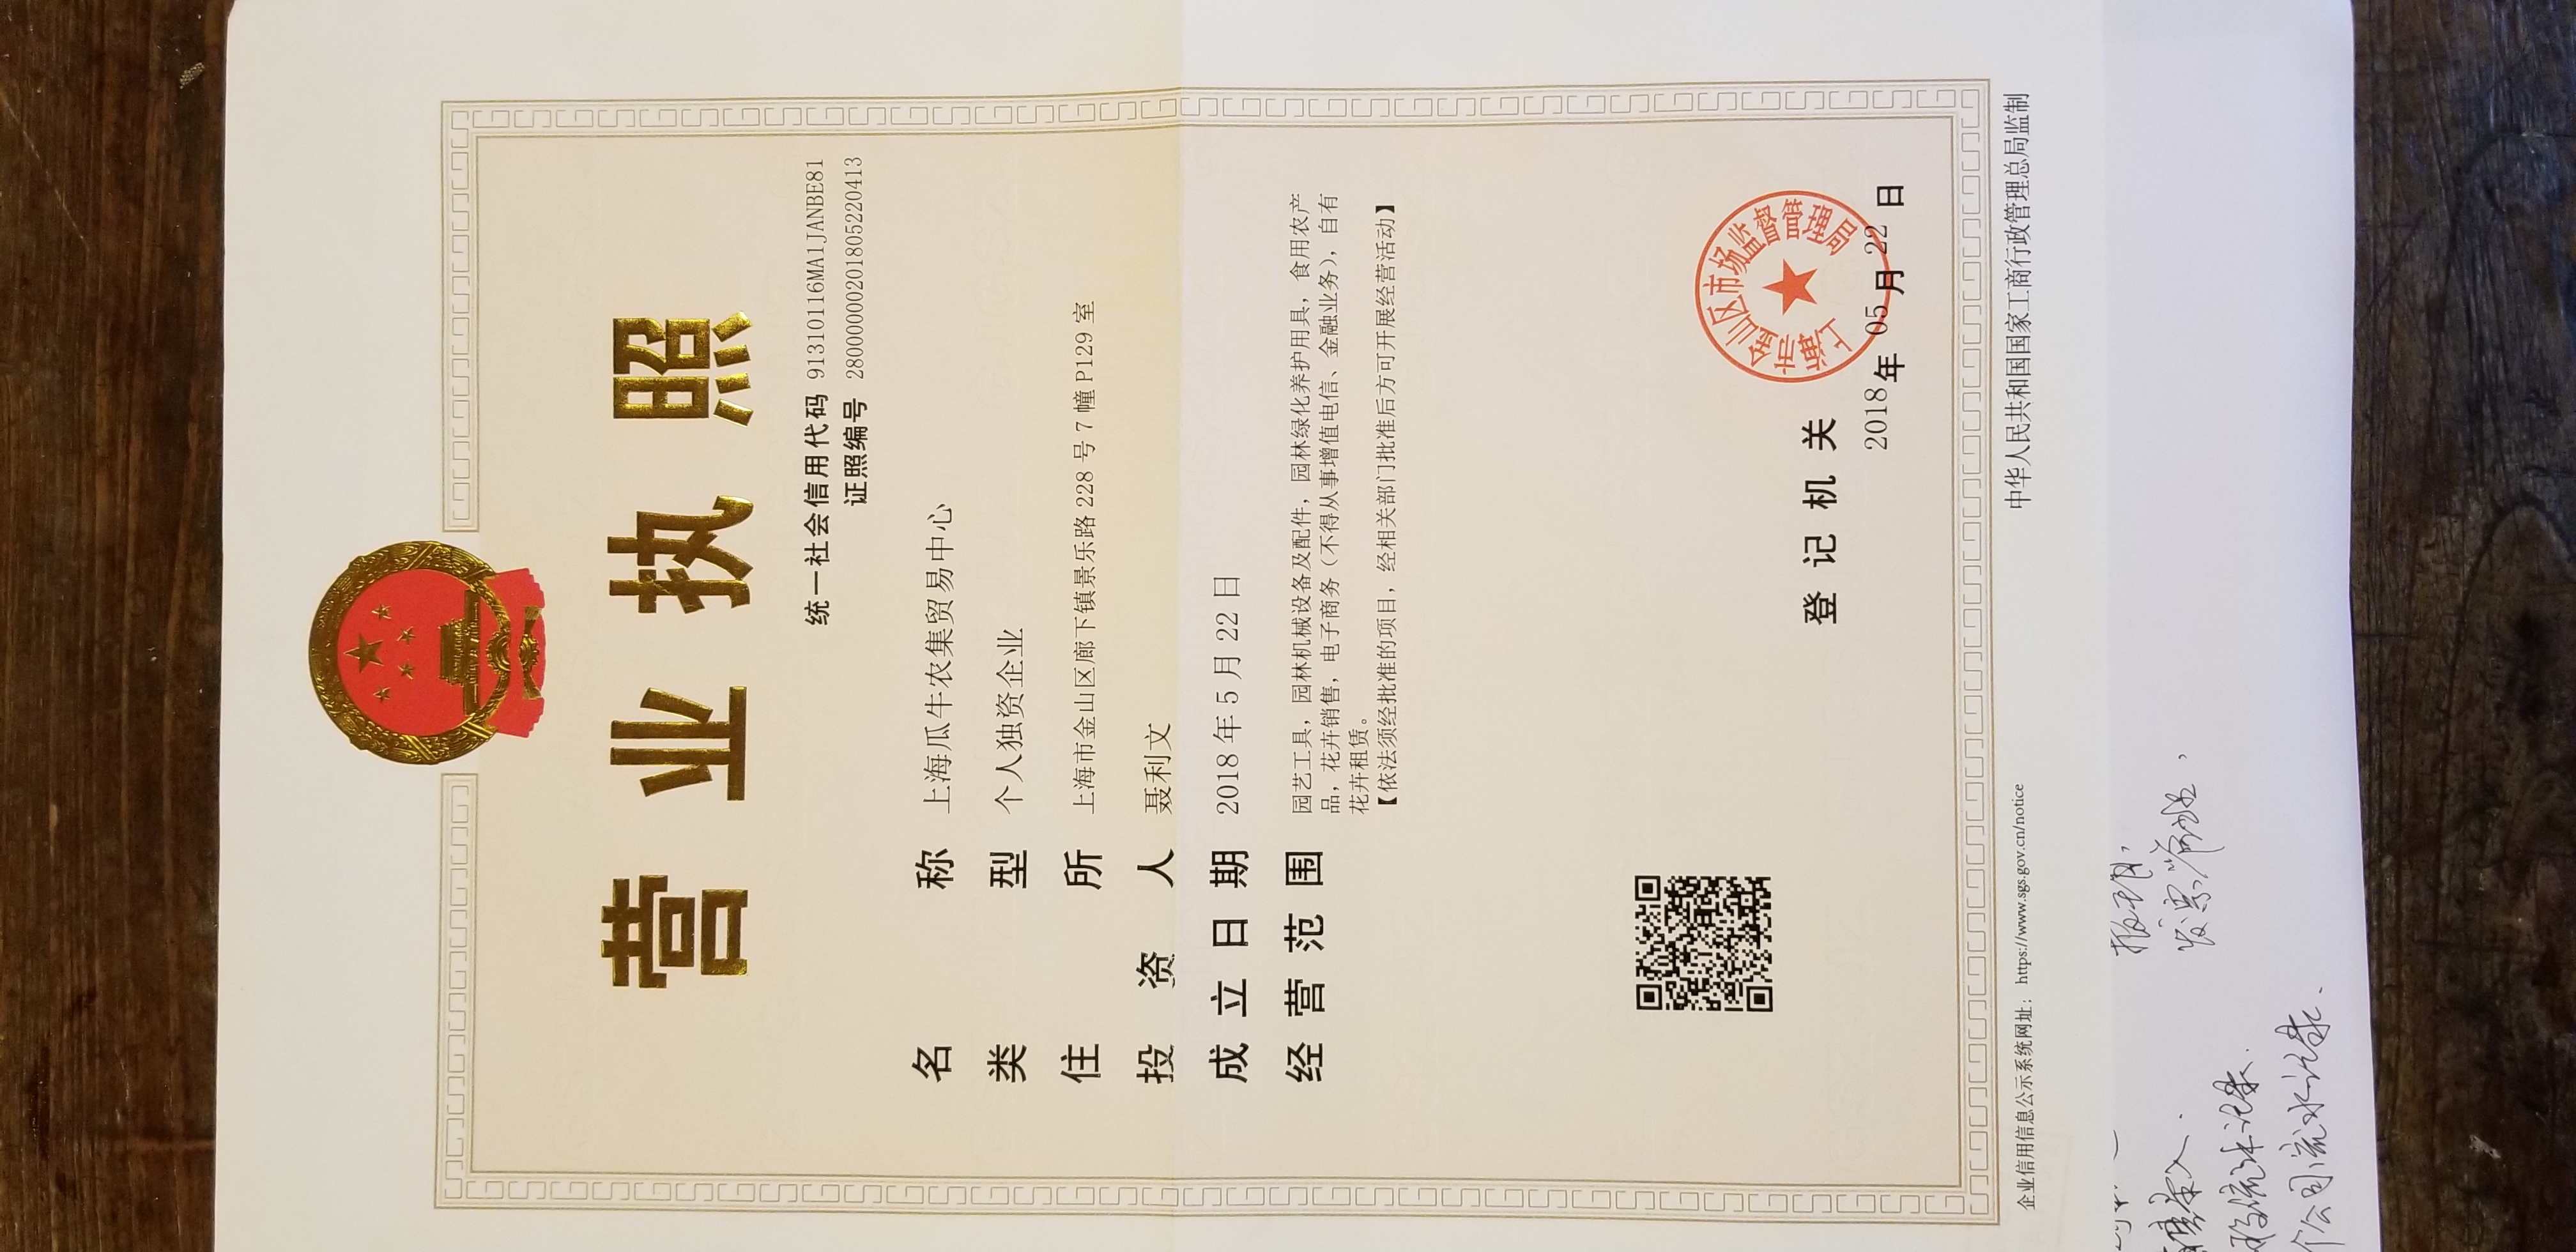 营业执照
统一社会信用代码 91310116MA1JANBE81
证照编号 28000000201805220413
名称 上海瓜牛农集贸易中心
类型 个人独资企业
住所 上海市金山区廊下镇景乐路 228 号 7 幢 P129 室
投资人 聂利文
成立日期 2018 年 5 月 22 日
经营范围 园艺工具，园林机械设备及配件，园林绿化养护用具，食用农产
品，花卉销售，电子商务（不得从事增值电信、金融业务），自有
花卉租赁。
【依法须经批准的项目，经相关部门批准后方可开展经营活动】
上海市金山区市场监督管理局
登记机关
2018 年 05 月 22 日
企业信用信息公示系统网址： https://www.sgs.gov.cn/notice
中华人民共和国国家工商行政管理总局监制
录入.
发票
流水记录.
个公司流水记录.